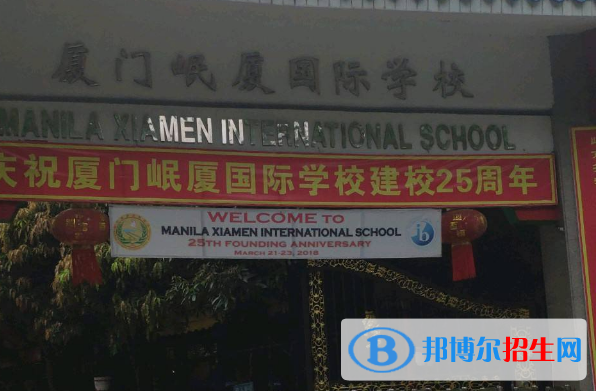 厦门岷厦国际学校
MANILA XIAMEN INTERNATIONAL SCHOOL
庆祝厦门岷厦国际学校建校25周年
WELCOME TO
MANILA XIAMEN INTERNATIONAL SCHOOL
25TH FOUNDING ANNIVERSARY
MARCH 21-23, 2018
邦博尔招生网